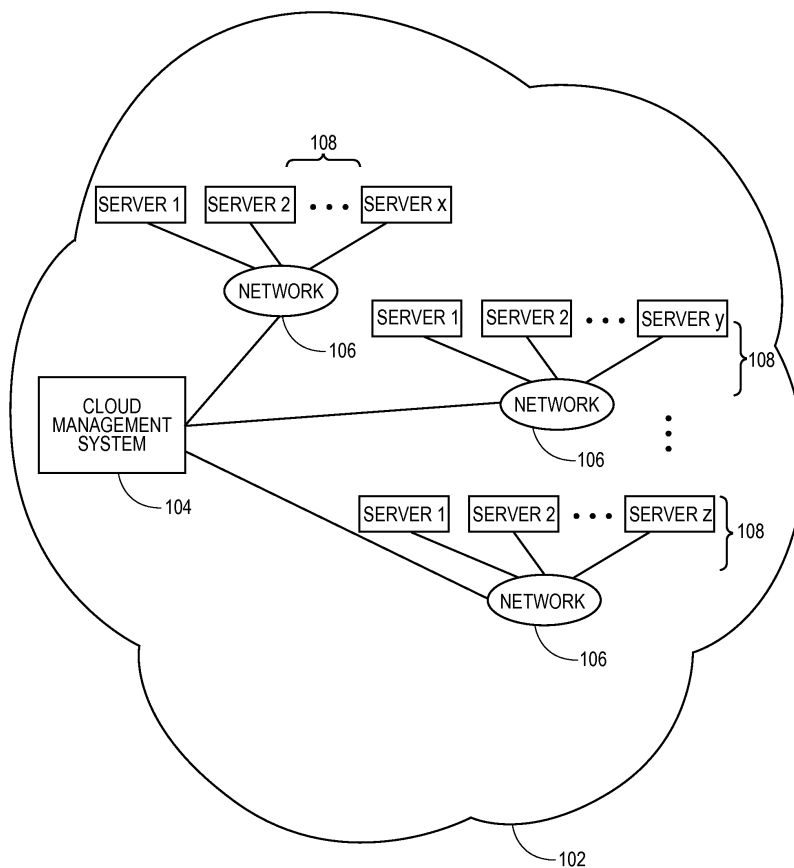 108
SERVER 1 SERVER 2 • • • SERVER x
NETWORK
106
SERVER 1 SERVER 2 • • • SERVER y
108
CLOUD
MANAGEMENT
SYSTEM
104
NETWORK
106
SERVER 1 SERVER 2 • • • SERVER z
108
NETWORK
106
102